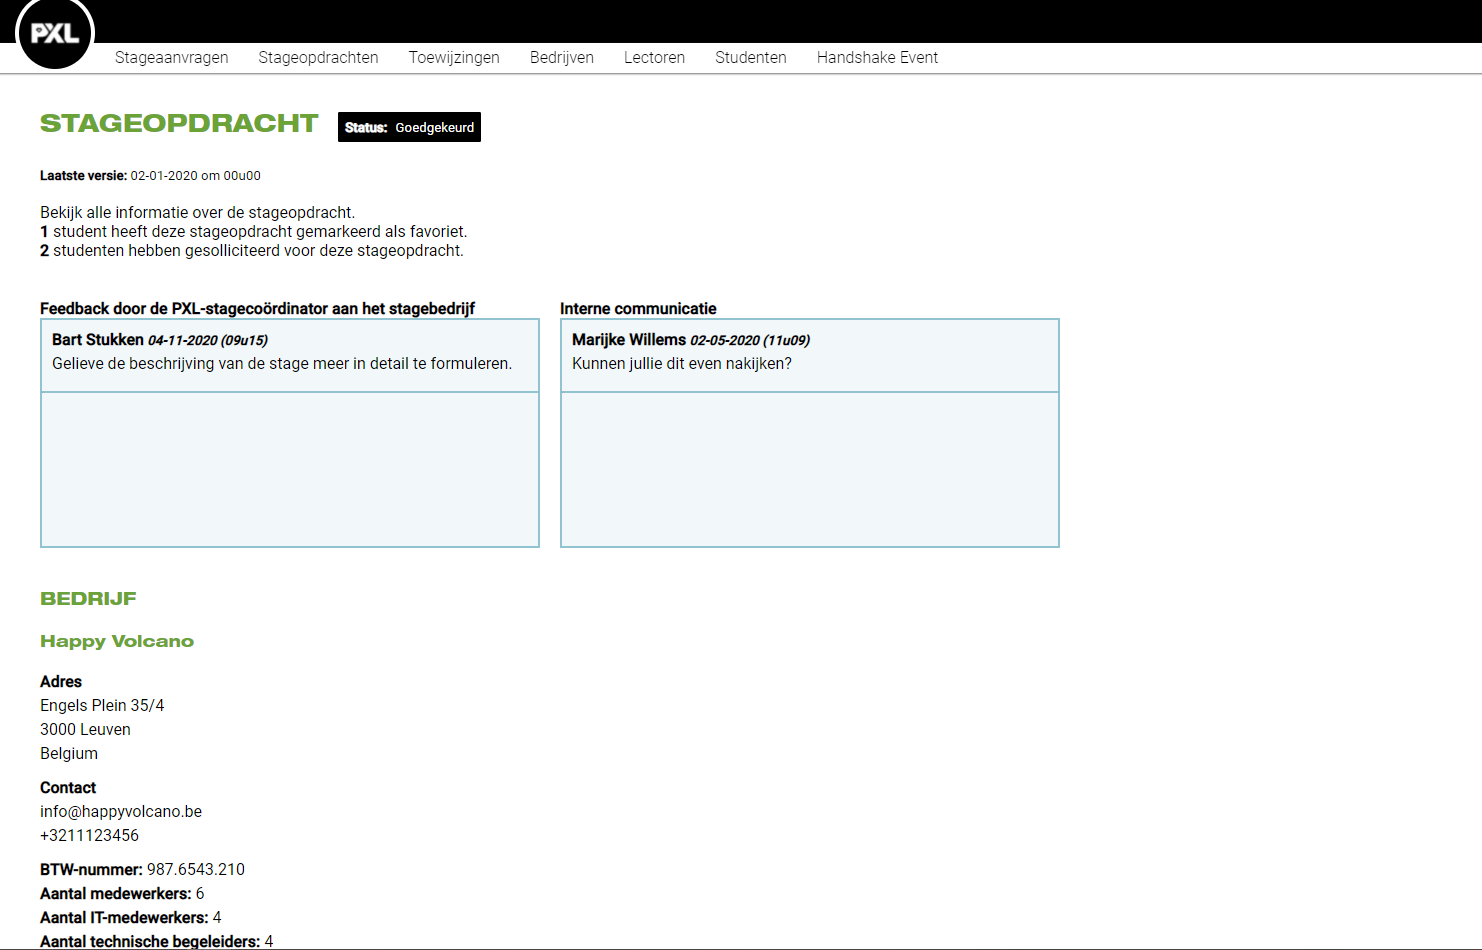 PXL
Stageaanvragen Stageopdrachten Toewijzingen Bedrijven Lectoren Studenten Handshake Event
STAGEOPDRACHT
Status: Goedgekeurd
Laatste versie: 02-01-2020 om 00u00
Bekijk alle informatie over de stageopdracht.
1 student heeft deze stageopdracht gemarkeerd als favoriet.
2 studenten hebben gesolliciteerd voor deze stageopdracht.
Feedback door de PXL-stagecoördinator aan het stagebedrijf
Bart Stukken 04-11-2020 (09u15)
Gelieve de beschrijving van de stage meer in detail te formuleren.
Interne communicatie
Marijke Willems 02-05-2020 (11u09)
Kunnen jullie dit even nakijken?
BEDRIJF
Happy Volcano
Adres
Engels Plein 35/4
3000 Leuven
Belgium
Contact
info@happyvolcano.be
+3211123456
BTW-nummer: 987.6543.210
Aantal medewerkers: 6
Aantal IT-medewerkers: 4
Aantal technische begeleiders: 4